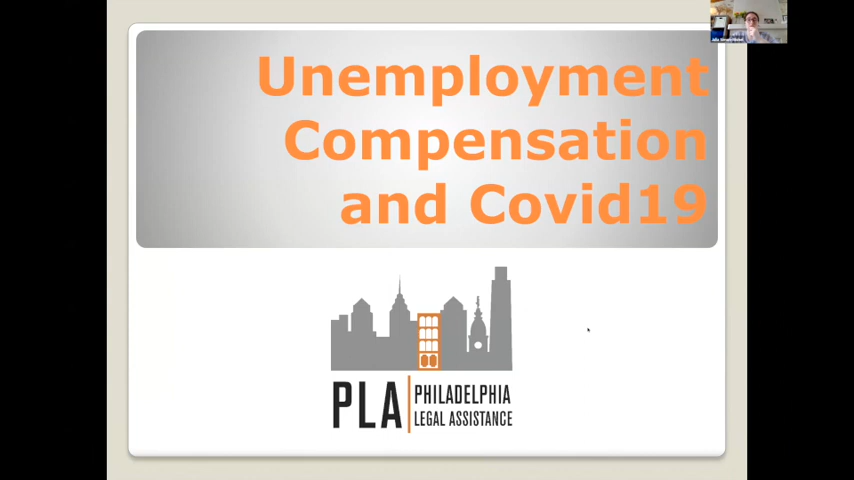 Unemployment
Compensation
and Covid19
PLA
PHILADELPHIA
LEGAL ASSISTANCE